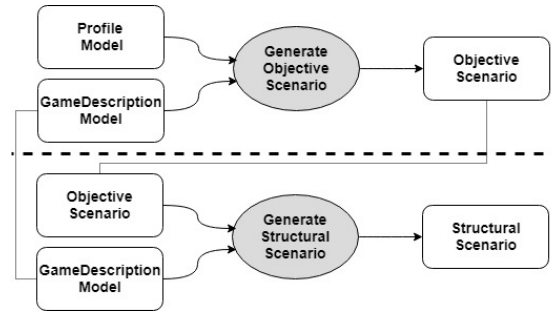 Profile
Model
Generate
Objective
Scenario
Objective
Scenario
GameDescription
Model
Objective
Scenario
Generate
Structural
Scenario
Structural
Scenario
GameDescription
Model